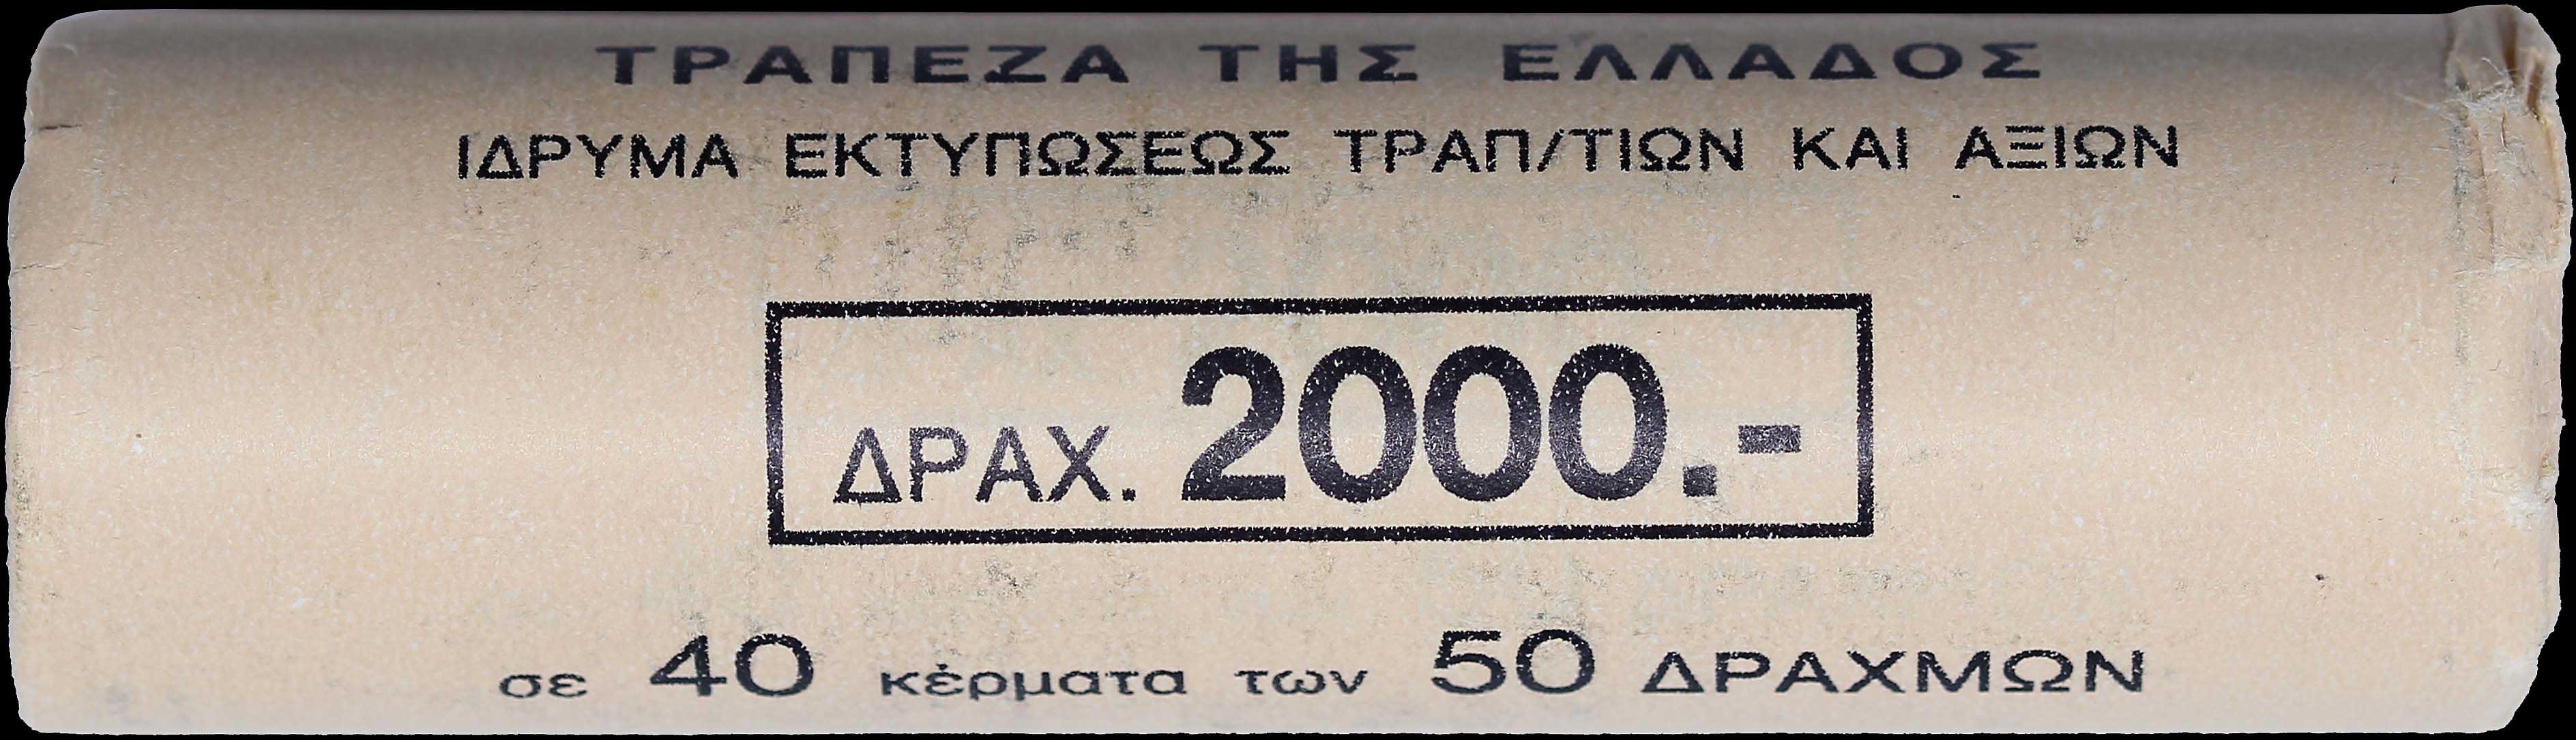 ΤΡΑΠΕΖΑ ΤΗΣ ΕΛΛΑΔΟΣ
ΙΔΡΥΜΑ ΕΚΤΥΠΩΣΕΩΣ ΤΡΑΠ/ΤΙΩΝ ΚΑΙ ΑΞΙΩΝ
ΔΡΑΧ. 2000.-
σε 40 κέρματα των 50 ΔΡΑΧΜΩΝ